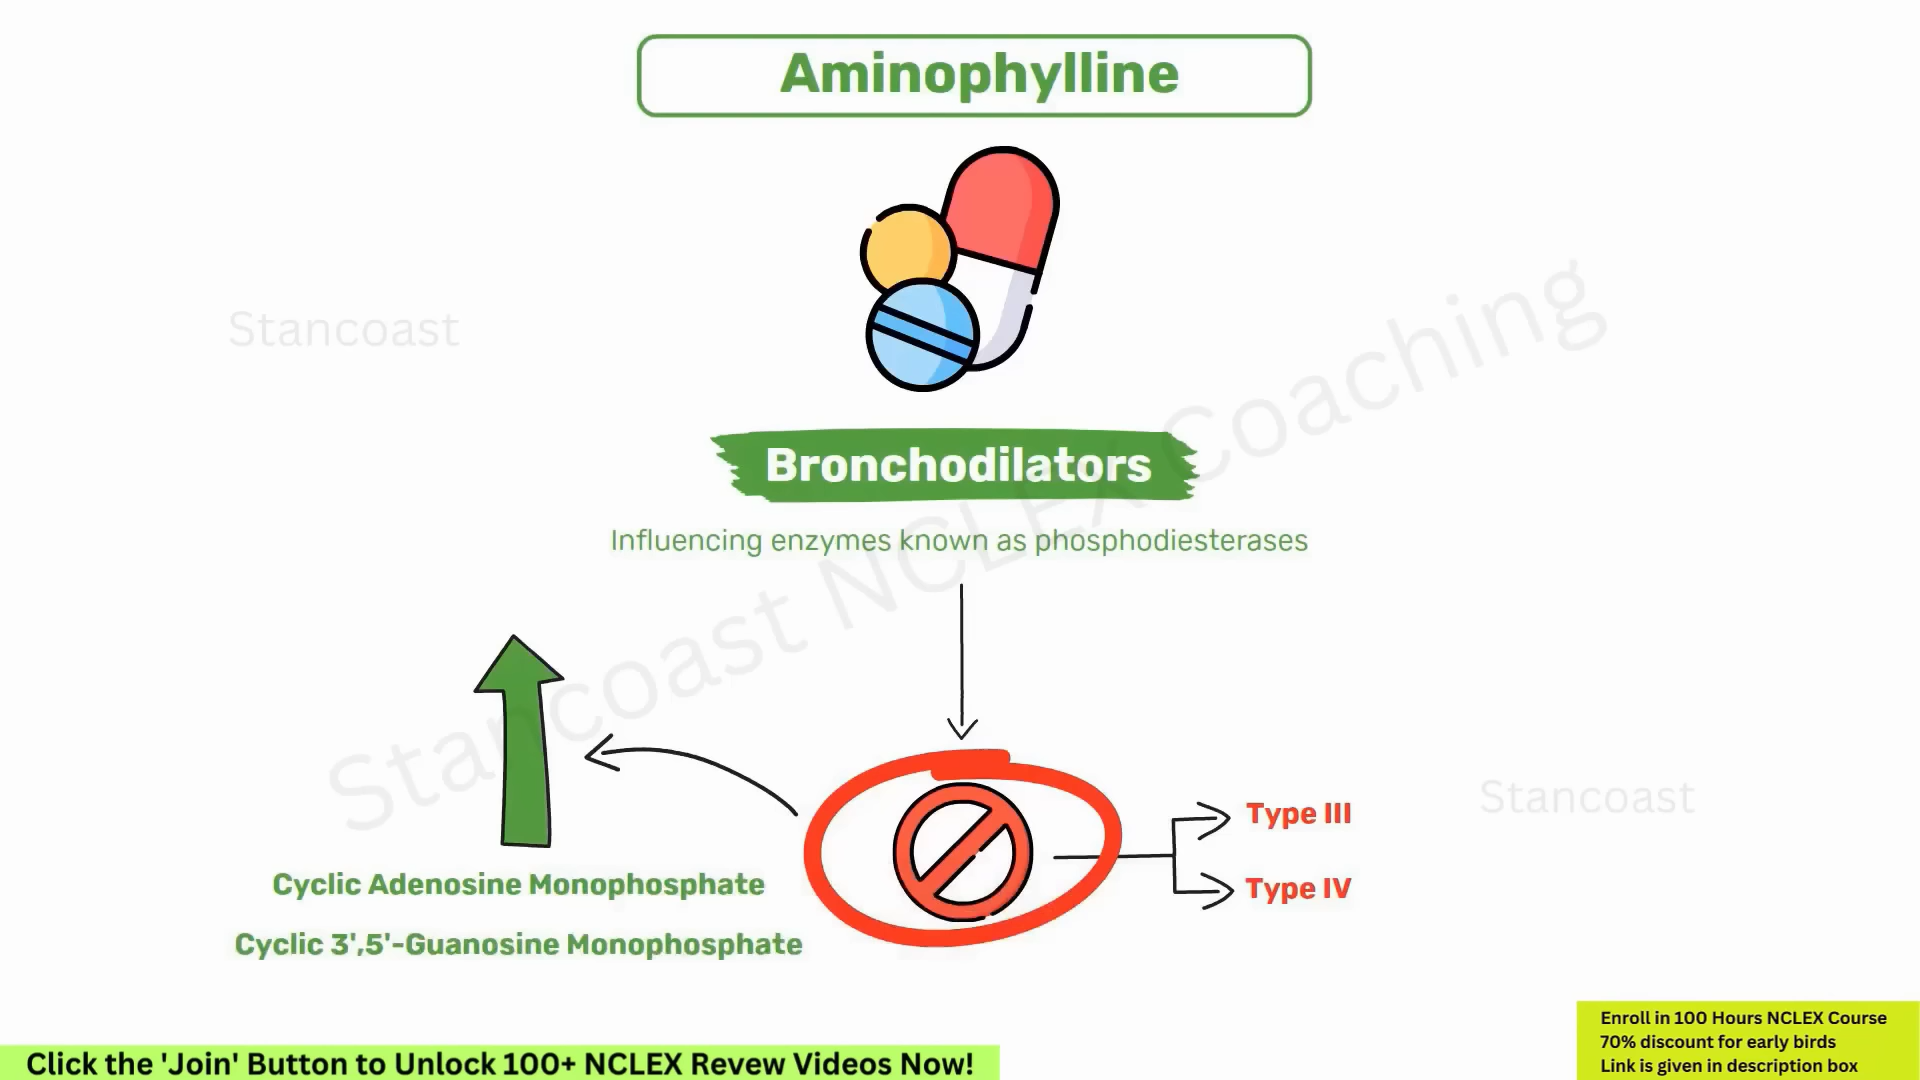 Aminophylline
Stancoast
Bronchodilators
Influencing enzymes known as phosphodiesterases
Stancoast NCLEX Coaching
Type III
Stancoast
Type IV
Cyclic Adenosine Monophosphate
Cyclic 3',5'-Guanosine Monophosphate
Enroll in 100 Hours NCLEX Course
70% discount for early birds
Link is given in description box
Click the 'Join' Button to Unlock 100+ NCLEX Revew Videos Now!